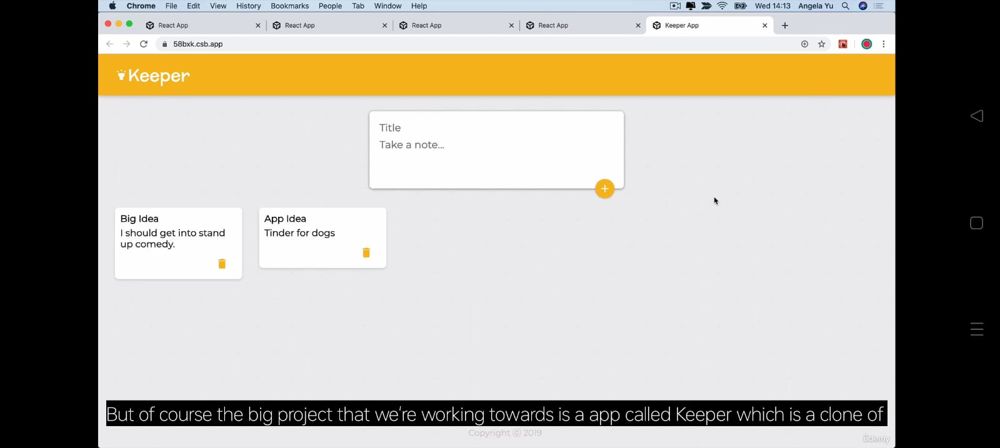 Chrome File Edit View History Bookmarks People Tab Window Help Wed 14:13 Angela Yu
React App React App React App React App Keeper App
58bxk.csb.app
Keeper
Title
Take a note...
Big Idea
I should get into stand
up comedy.
App Idea
Tinder for dogs
But of course the big project that we're working towards is a app called Keeper which is a clone of
Copyright ⓒ 2019
ûdemy